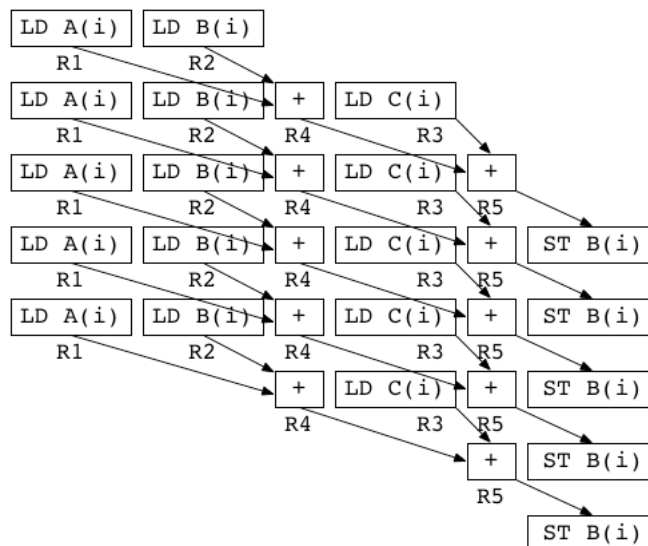 LD A(i) LD B(i)
R1 R2
LD A(i) LD B(i) + LD C(i)
R1 R2 R4 R3
LD A(i) LD B(i) + LD C(i) +
R1 R2 R4 R3 R5
LD A(i) LD B(i) + LD C(i) + ST B(i)
R1 R2 R4 R3 R5
LD A(i) LD B(i) + LD C(i) + ST B(i)
R1 R2 R4 R3 R5
+ LD C(i) + ST B(i)
R4 R3 R5
+ ST B(i)
R5
ST B(i)